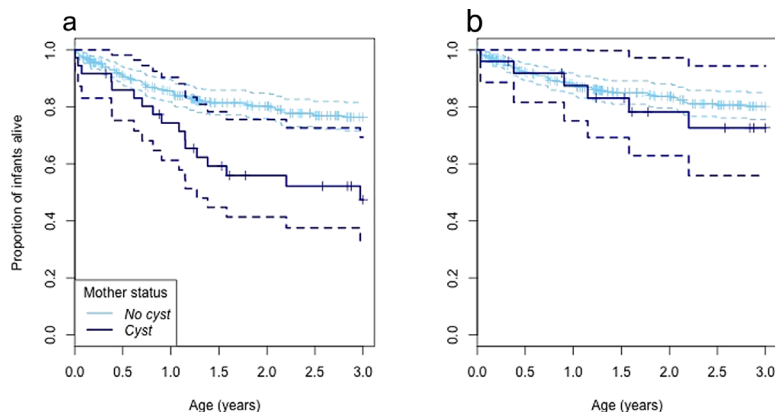 a
b
1.0
0.8
0.6
0.4
0.2
0.0
Proportion of infants alive
Mother status
No cyst
Cyst
0.0 0.5 1.0 1.5 2.0 2.5 3.0
Age (years)
1.0
0.8
0.6
0.4
0.2
0.0
0.0 0.5 1.0 1.5 2.0 2.5 3.0
Age (years)